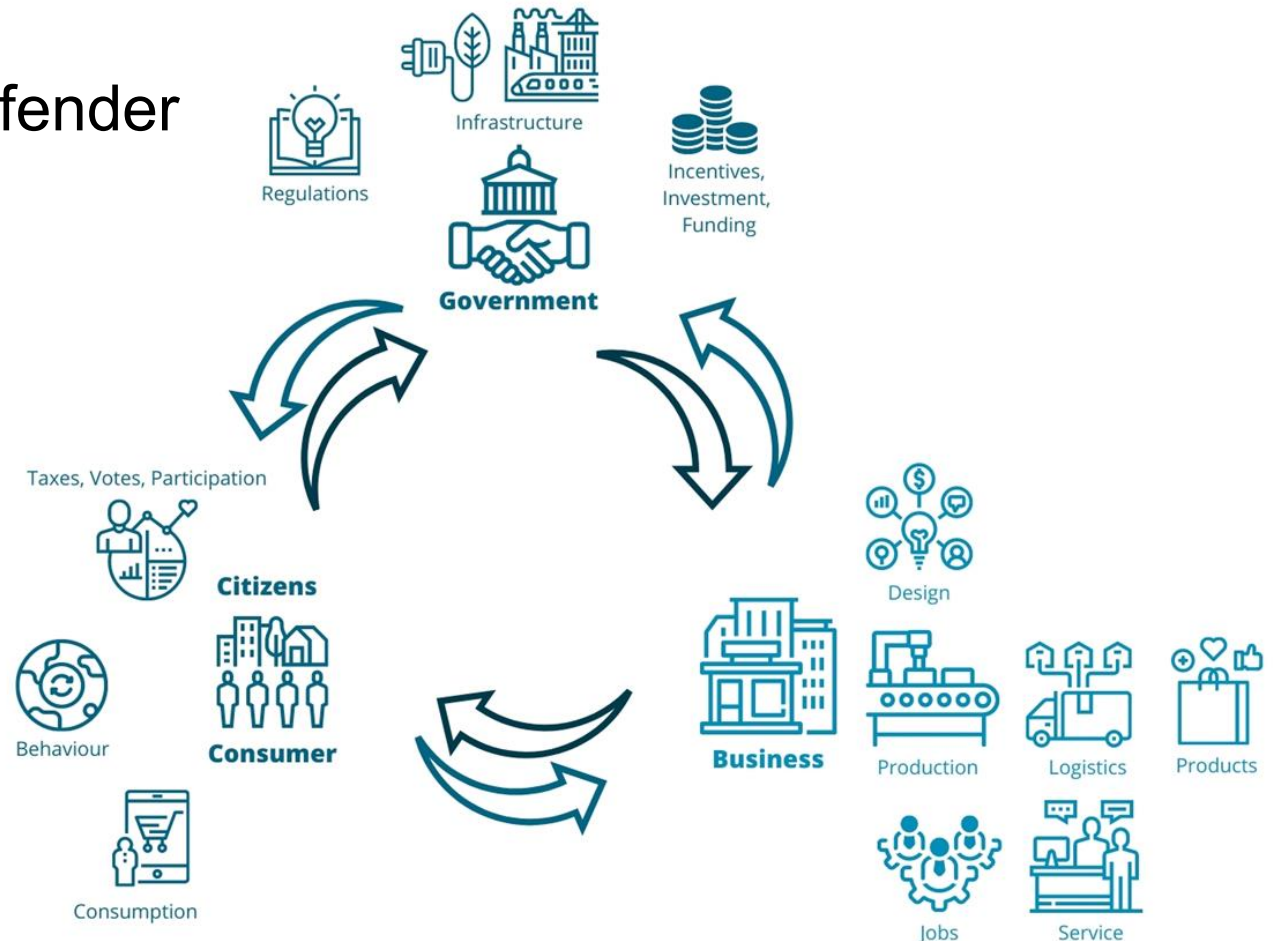 fender
Infrastructure
Regulations
Incentives,
Investment,
Funding
Government
Taxes, Votes, Participation
Citizens
Design
Behaviour
Consumer
Business
Production
Logistics
Products
Consumption
Jobs
Service